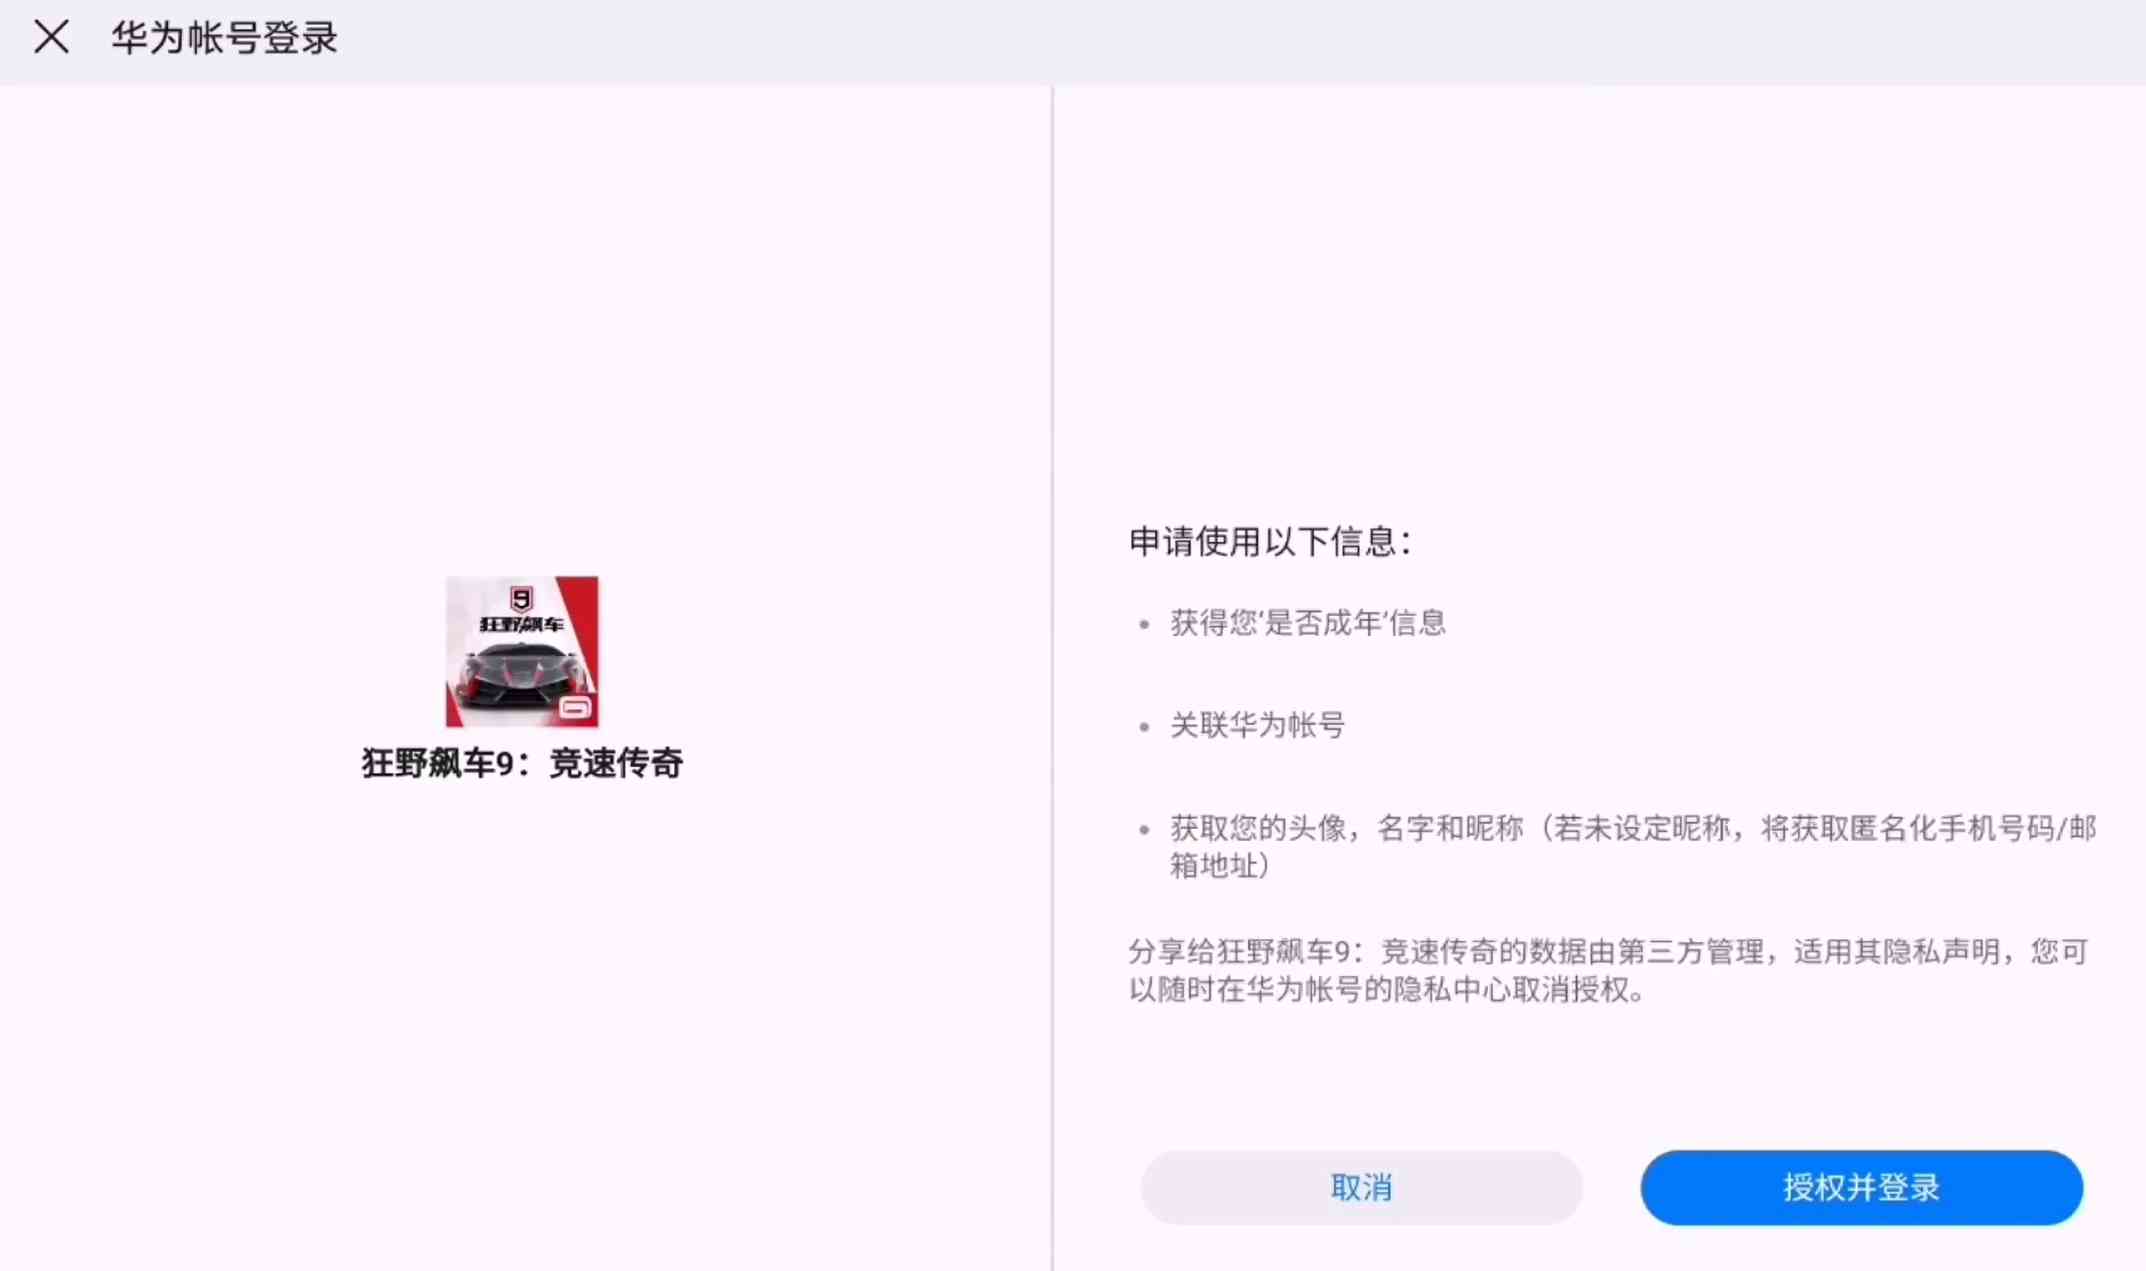 华为帐号登录
9
狂野飙车
狂野飙车9：竞速传奇
申请使用以下信息：
• 获得您‘是否成年’信息
• 关联华为帐号
• 获取您的头像，名字和昵称（若未设定昵称，将获取匿名化手机号码/邮
箱地址）
分享给狂野飙车9：竞速传奇的数据由第三方管理，适用其隐私声明，您可
以随时在华为帐号的隐私中心取消授权。
取消
授权并登录